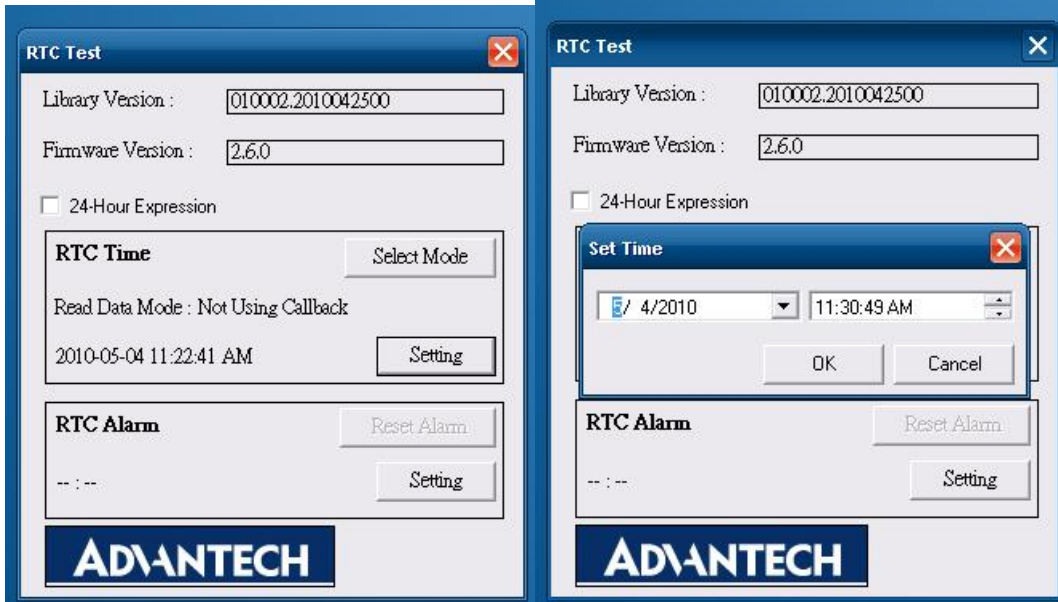 RTC Test
Library Version : 010002.2010042500
Firmware Version : 2.6.0
24-Hour Expression
RTC Time Select Mode
Read Data Mode : Not Using Callback
2010-05-04 11:22:41 AM Setting
RTC Alarm Reset Alarm
-- : -- Setting
ADVANTECH
RTC Test
Library Version : 010002.2010042500
Firmware Version : 2.6.0
24-Hour Expression
Set Time
5/ 4/2010 11:30:49 AM
OK Cancel
RTC Alarm Reset Alarm
-- : -- Setting
ADVANTECH